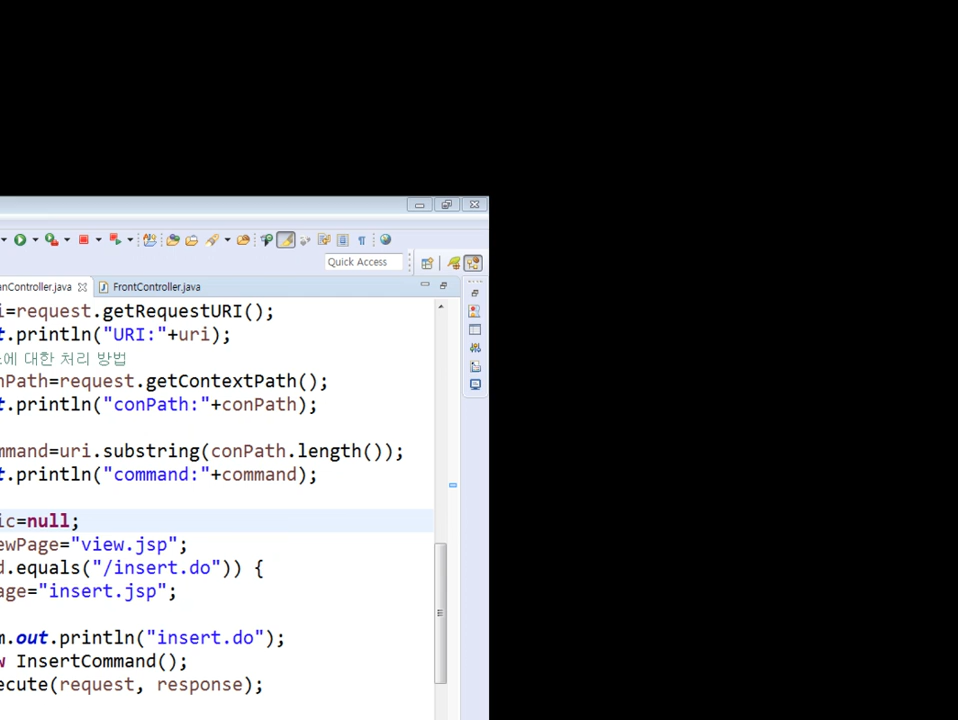 Quick Access
anController.java
FrontController.java
i=request.getRequestURI();
t.println("URI:"+uri);
에 대한 처리 방법
nPath=request.getContextPath();
t.println("conPath:"+conPath);
mmand=uri.substring(conPath.length());
t.println("command:"+command);
ic=null;
ewPage="view.jsp";
d.equals("/insert.do")) {
age="insert.jsp";
m.out.println("insert.do");
w InsertCommand();
ecute(request, response);